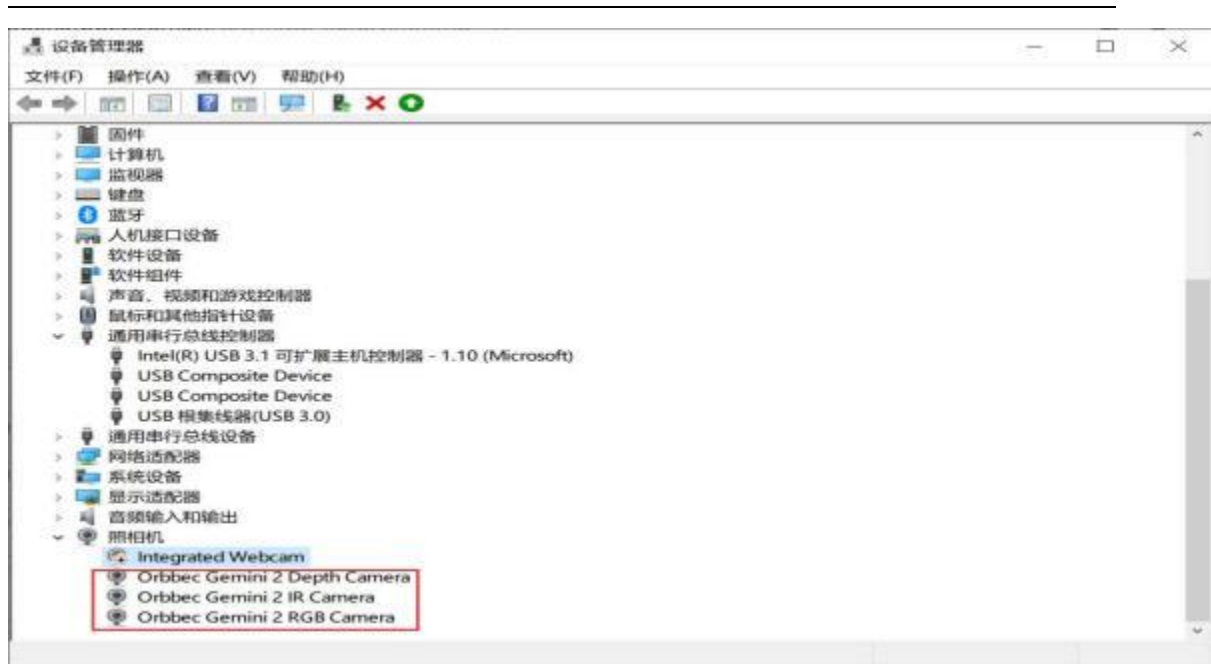 设备管理器
文件(F) 操作(A) 查看(V) 帮助(H)
固件
计算机
监视器
键盘
蓝牙
人机接口设备
软件设备
软件组件
声音、视频和游戏控制器
鼠标和其他指针设备
通用串行总线控制器
Intel(R) USB 3.1 可扩展主机控制器 - 1.10 (Microsoft)
USB Composite Device
USB Composite Device
USB 根集线器(USB 3.0)
通用串行总线设备
网络适配器
系统设备
显示适配器
音频输入和输出
照相机
Integrated Webcam
Orbbec Gemini 2 Depth Camera
Orbbec Gemini 2 IR Camera
Orbbec Gemini 2 RGB Camera